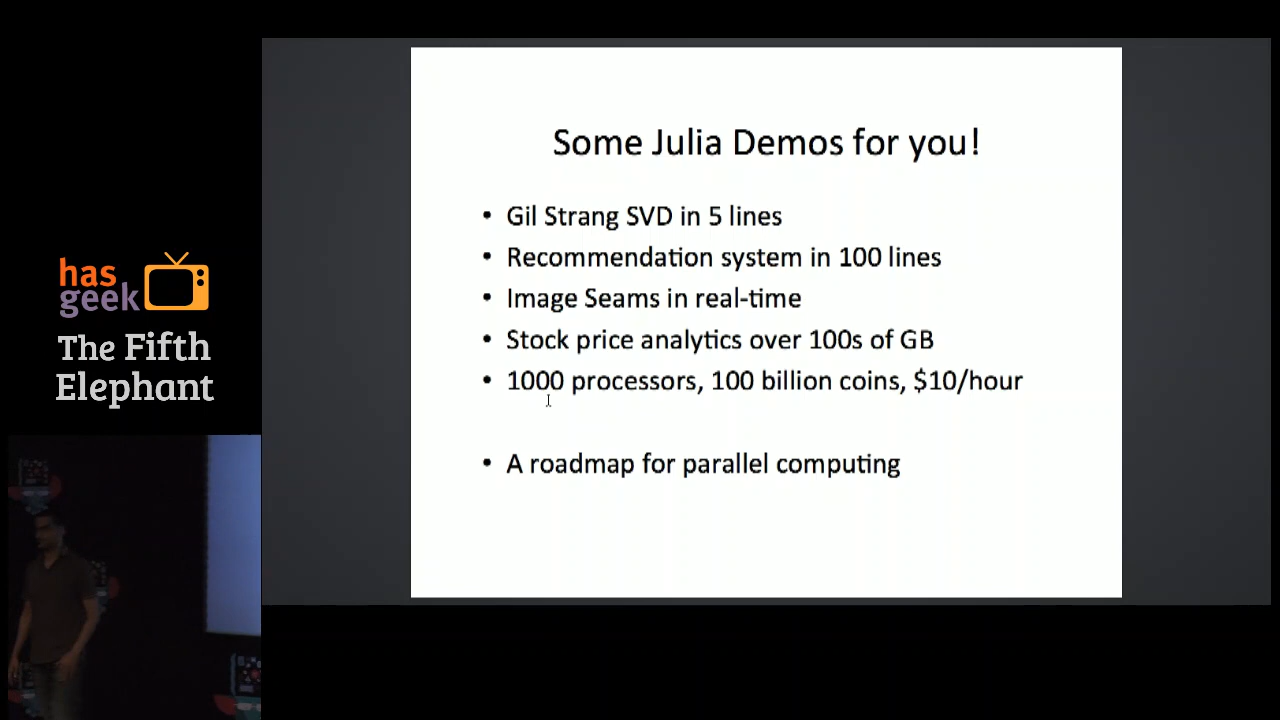 has
geek
The Fifth
Elephant
Some Julia Demos for you!
• Gil Strang SVD in 5 lines
• Recommendation system in 100 lines
• Image Seams in real-time
• Stock price analytics over 100s of GB
• 1000 processors, 100 billion coins, $10/hour
• A roadmap for parallel computing